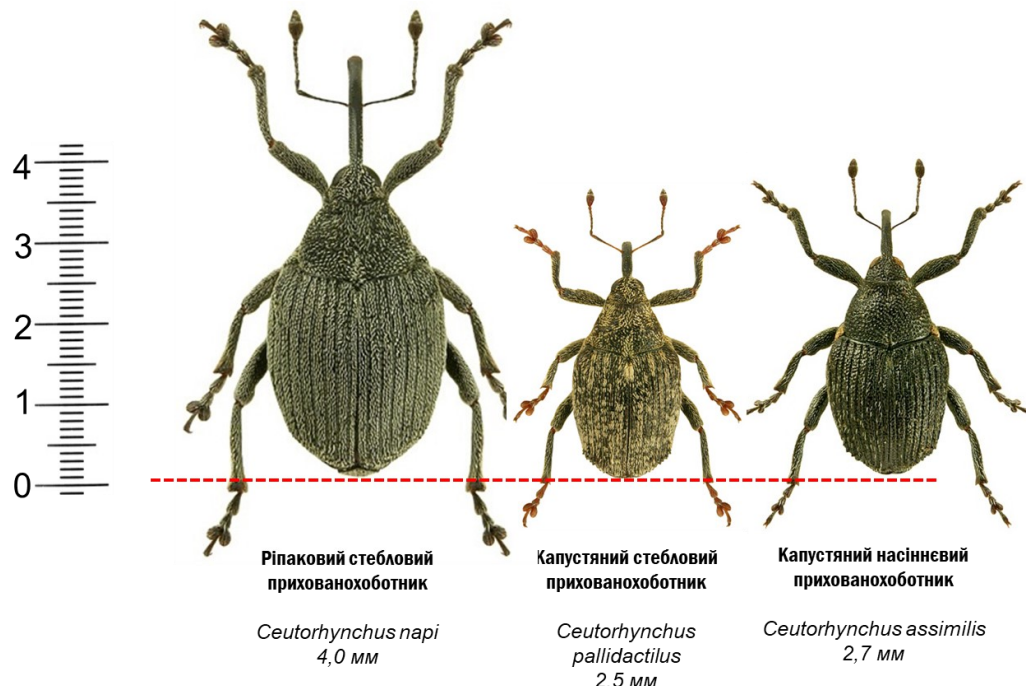 4
3
2
1
0
Ріпаковий стебловий
прихованохоботник
Ceutorhynchus napi
4,0 мм
Капустяний стебловий
прихованохоботник
Ceutorhynchus
pallidactilus
2,5 мм
Капустяний насіннєвий
прихованохоботник
Ceutorhynchus assimilis
2,7 мм